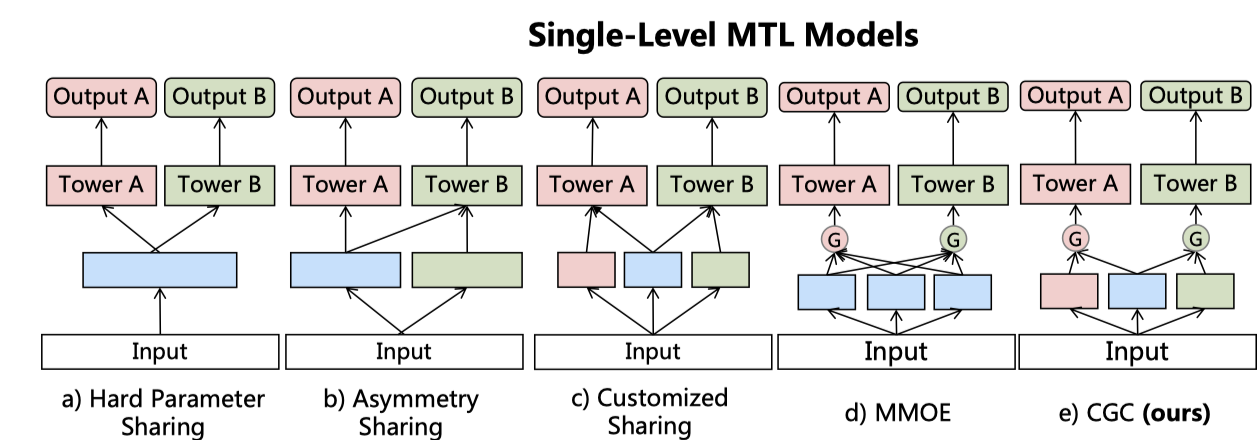 Single-Level MTL Models
Output A Output B Output A Output B Output A Output B Output A Output B Output A Output B
Tower A Tower B Tower A Tower B Tower A Tower B Tower A Tower B Tower A Tower B
G G G G
Input Input Input Input Input
a) Hard Parameter
Sharing
b) Asymmetry
Sharing
c) Customized
Sharing
d) MMOE
e) CGC (ours)